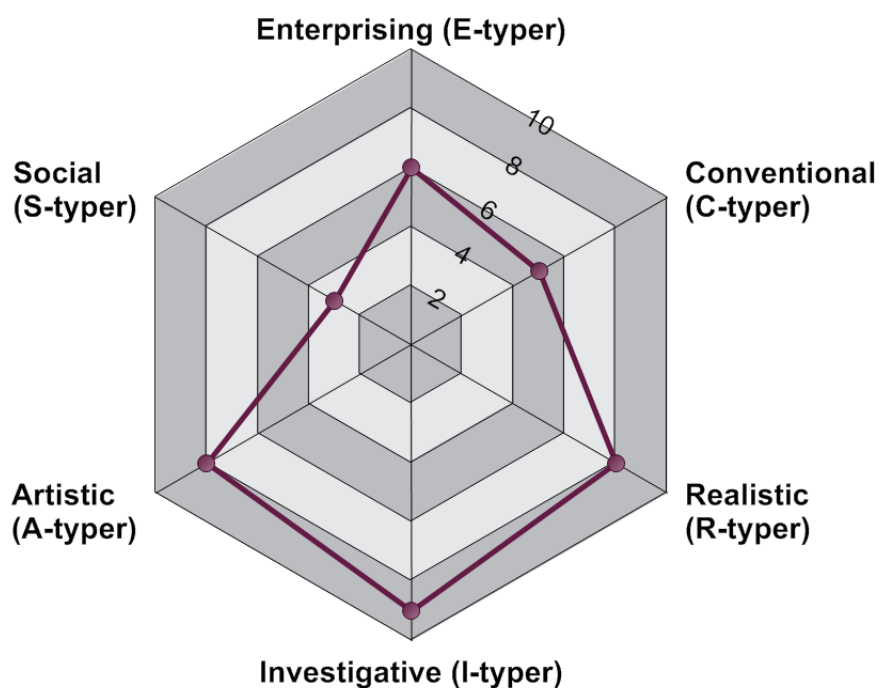 Enterprising (E-typer)
10
8
6
4
2
Social
(S-typer)
Conventional
(C-typer)
Artistic
(A-typer)
Realistic
(R-typer)
Investigative (I-typer)